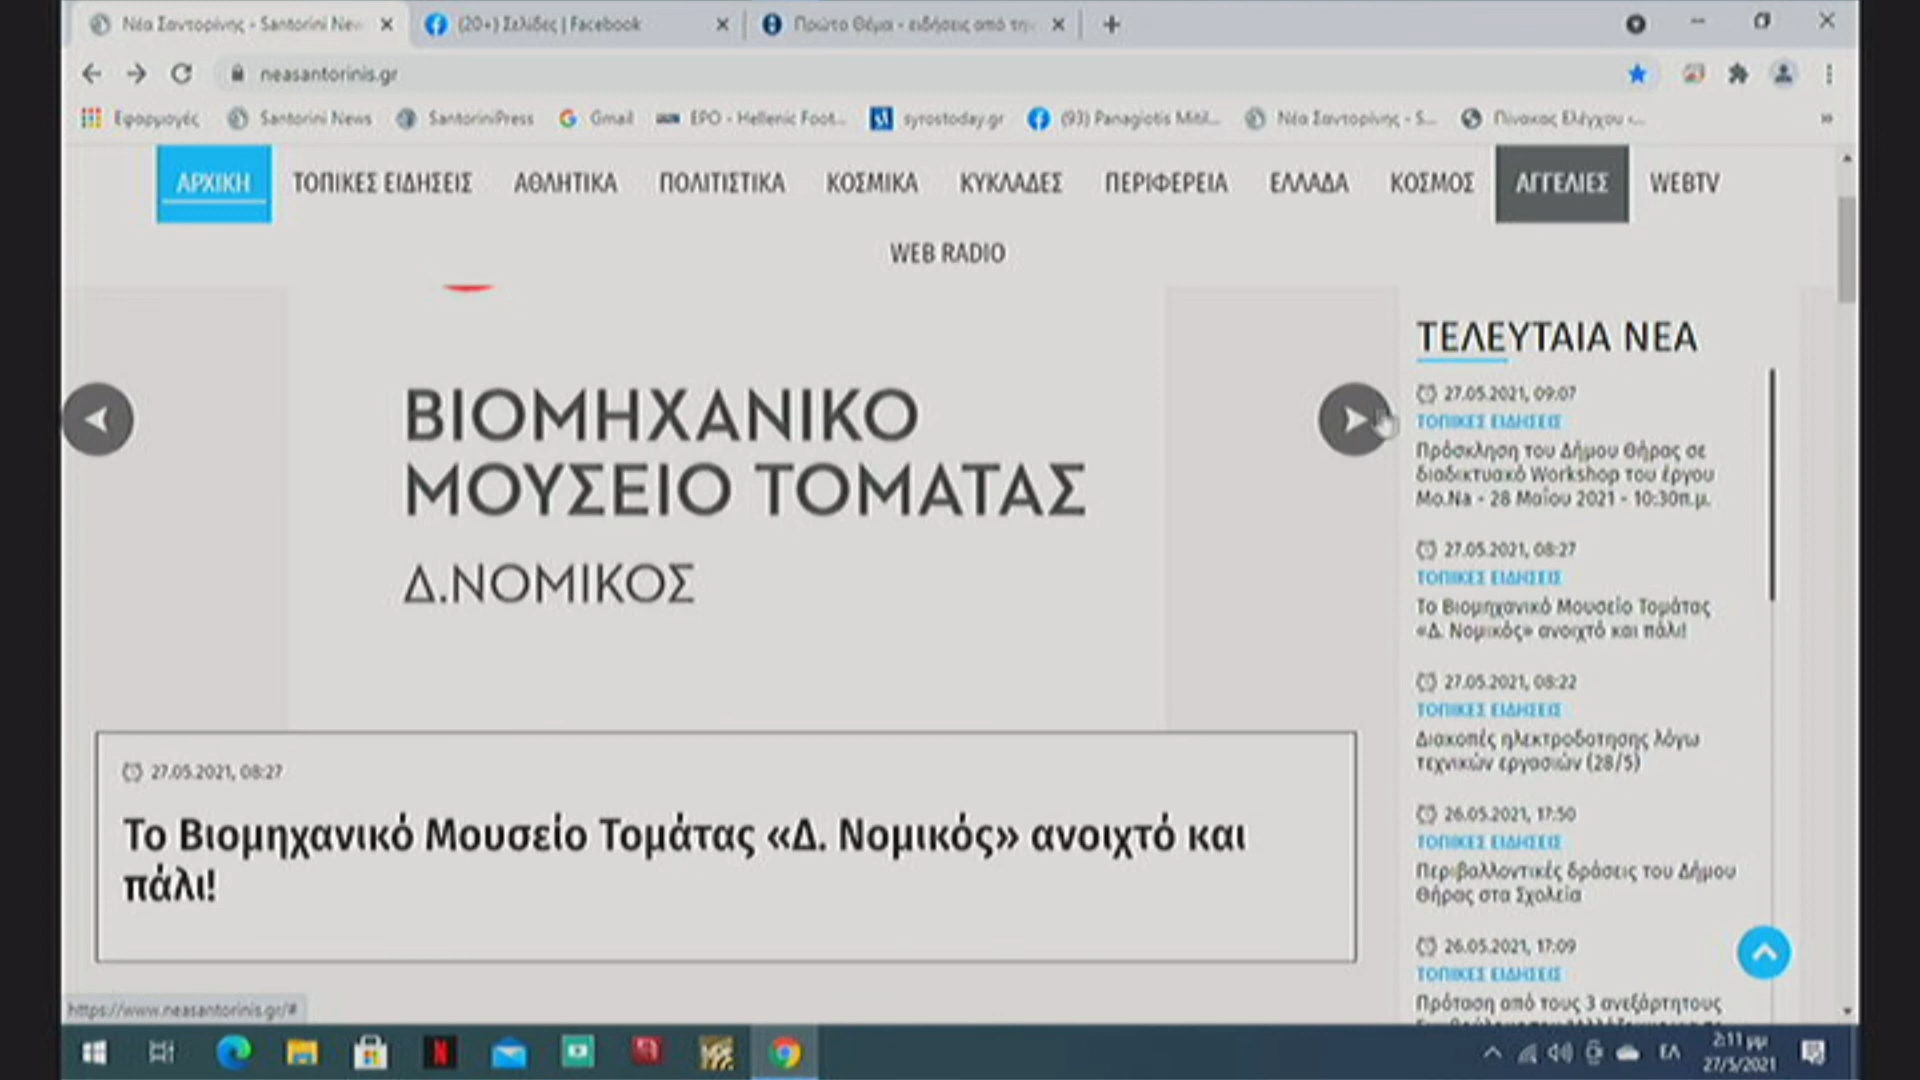 Νέα Σαντορίνης - Santorini New
(20+) Σελίδες | Facebook
Πρώτο Θέμα - ειδήσεις από την
neasantorinis.gr
Εφαρμογές
Santorini News
SantoriniPress
Gmail
EPO - Hellenic Foot...
syrostoday.gr
(93) Panagiotis Mitil...
Νέα Σαντορίνης - S...
Πίνακας Ελέγχου ‹...
»
ΑΡΧΙΚΗ ΤΟΠΙΚΕΣ ΕΙΔΗΣΕΙΣ ΑΘΛΗΤΙΚΑ ΠΟΛΙΤΙΣΤΙΚΑ ΚΟΣΜΙΚΑ ΚΥΚΛΑΔΕΣ ΠΕΡΙΦΕΡΕΙΑ ΕΛΛΑΔΑ ΚΟΣΜΟΣ ΑΓΓΕΛΙΕΣ WEBTV
WEB RADIO
ΒΙΟΜΗΧΑΝΙΚΟ
ΜΟΥΣΕΙΟ ΤΟΜΑΤΑΣ
Δ.ΝΟΜΙΚΟΣ
27.05.2021, 08:27
Το Βιομηχανικό Μουσείο Τομάτας «Δ. Νομικός» ανοιχτό και
πάλι!
ΤΕΛΕΥΤΑΙΑ ΝΕΑ
27.05.2021, 09:07
ΤΟΠΙΚΕΣ ΕΙΔΗΣΕΙΣ
Πρόσκληση του Δήμου Θήρας σε
διαδικτυακό Workshop του έργου
Mo.Na - 28 Μαΐου 2021 - 10:30π.μ.
27.05.2021, 08:27
ΤΟΠΙΚΕΣ ΕΙΔΗΣΕΙΣ
Το Βιομηχανικό Μουσείο Τομάτας
«Δ. Νομικός» ανοιχτό και πάλι!
27.05.2021, 08:22
ΤΟΠΙΚΕΣ ΕΙΔΗΣΕΙΣ
Διακοπές ηλεκτροδοτησης λόγω
τεχνικών εργασιών (28/5)
26.05.2021, 17:50
ΤΟΠΙΚΕΣ ΕΙΔΗΣΕΙΣ
Περιβαλλοντικές δράσεις του Δήμου
Θήρας στα Σχολεία
26.05.2021, 17:09
ΤΟΠΙΚΕΣ ΕΙΔΗΣΕΙΣ
Πρόταση από τους 3 ανεξάρτητους
https://www.neasantorinis.gr/#
ΕΛ
2:11 μμ
27/5/2021